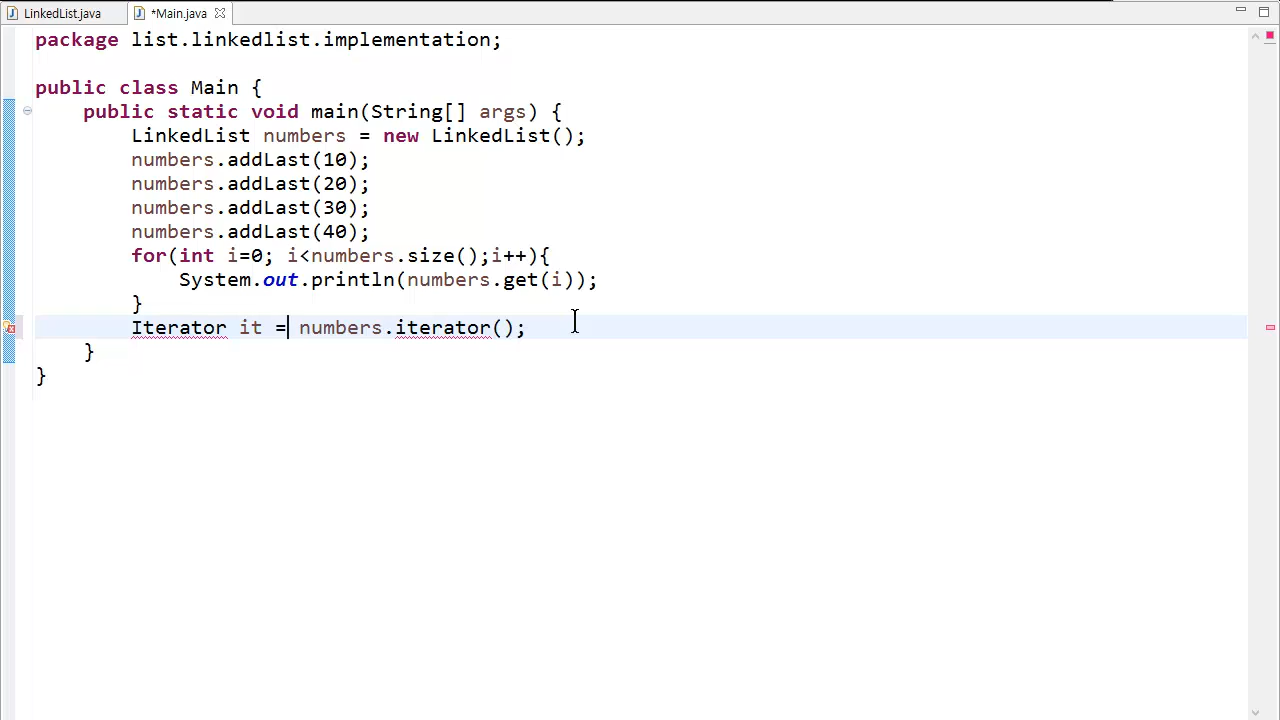 LinkedList.java *Main.java
package list.linkedlist.implementation;
public class Main {
    public static void main(String[] args) {
        LinkedList numbers = new LinkedList();
        numbers.addLast(10);
        numbers.addLast(20);
        numbers.addLast(30);
        numbers.addLast(40);
        for(int i=0; i<numbers.size();i++){
            System.out.println(numbers.get(i));
        }
        Iterator it = numbers.iterator();
    }
}